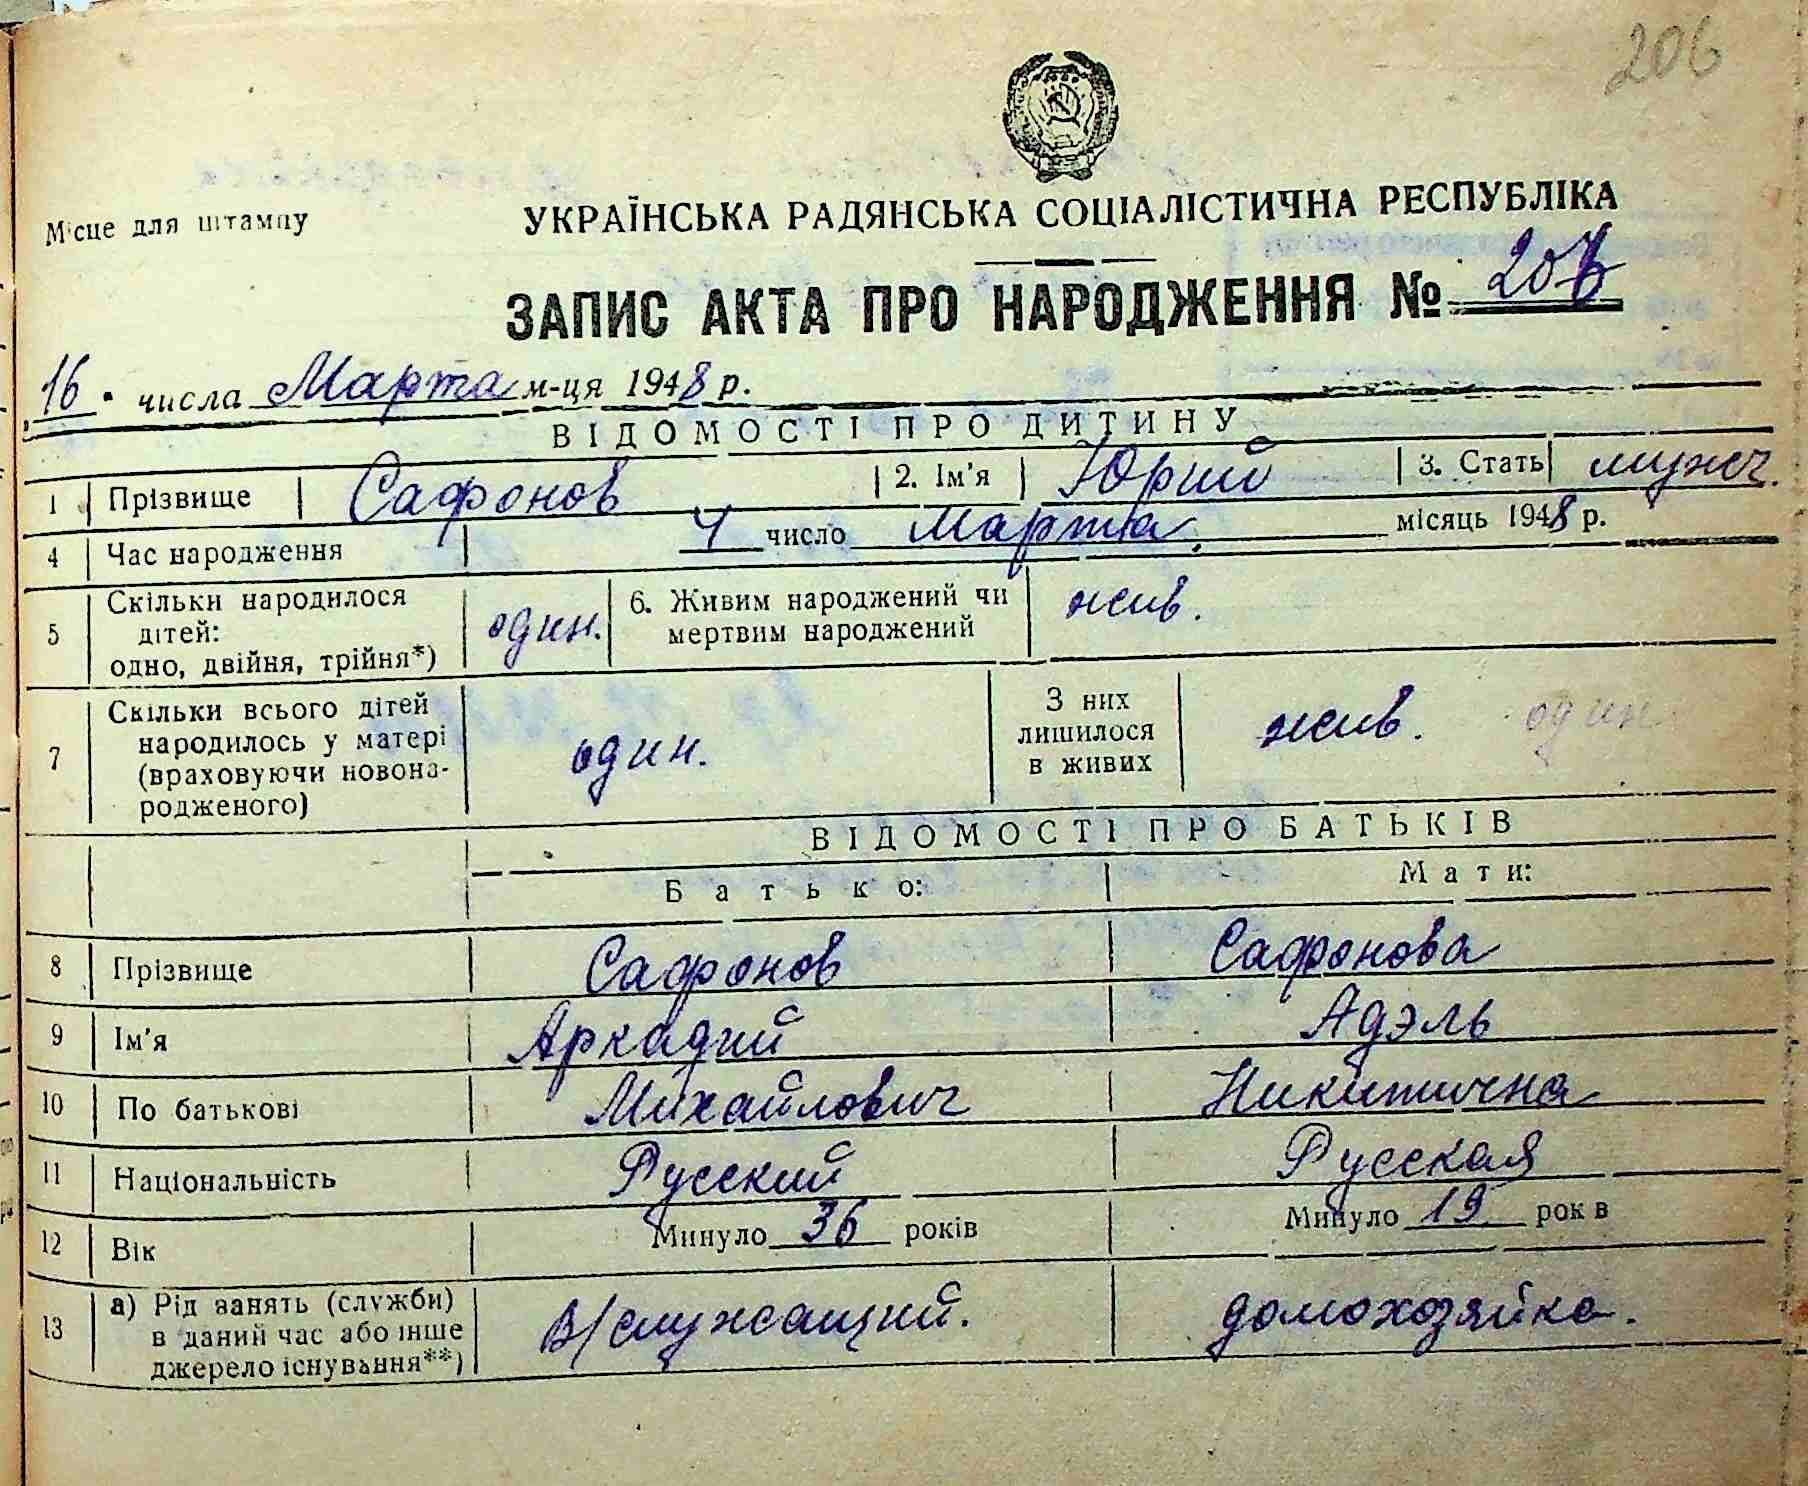 206
Місце для штампу
УКРАЇНСЬКА РАДЯНСЬКА СОЦІАЛІСТИЧНА РЕСПУБЛІКА
ЗАПИС АКТА ПРО НАРОДЖЕННЯ № 206
16 числа Марта м-ця 1948 р.
ВІДОМОСТІ ПРО ДИТИНУ
1 Прізвище Сафонов 2. Ім'я Юрий 3. Стать мужч.
4 Час народження 4 число Марта місяць 1948 р.
5 Скільки народилося дітей: одно, двійня, трійня*) один. 6. Живим народжений чи мертвим народжений жив.
7 Скільки всього дітей народилось у матері (враховуючи новона-родженого) один. З них лишилося в живих жив. один
ВІДОМОСТІ ПРО БАТЬКІВ
Батько: Мати:
8 Прізвище Сафонов Сафонова
9 Ім'я Аркадий Адэль
10 По батькові Михайлович Никитична
11 Національність Русский Русская
12 Вік Минуло 36 років Минуло 19 рок в
13 а) Рід занять (служби) в даний час або інше джерело існування**) В/служащий. домохозяйка.